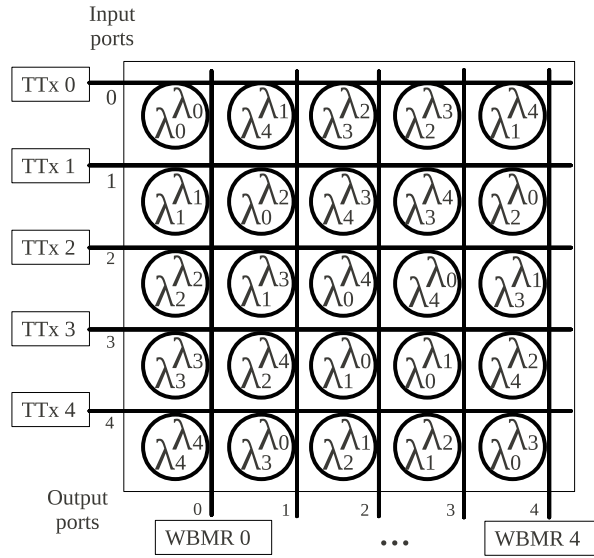 Input
ports
TTx 0
0
λ0 λ0 λ1 λ4 λ2 λ3 λ3 λ2 λ4 λ1
TTx 1
1
λ1 λ1 λ2 λ0 λ3 λ4 λ4 λ3 λ0 λ2
TTx 2
2
λ2 λ2 λ3 λ1 λ4 λ0 λ0 λ4 λ1 λ3
TTx 3
3
λ3 λ3 λ4 λ2 λ0 λ1 λ1 λ0 λ2 λ4
TTx 4
4
λ4 λ4 λ0 λ3 λ1 λ2 λ2 λ1 λ3 λ0
Output
ports
0 1 2 3 4
WBMR 0 ... WBMR 4